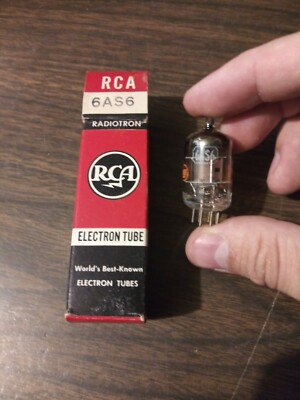 RCA
6AS6
RADIOTRON
RCA
ELECTRON TUBE
World's Best-Known
ELECTRON TUBES